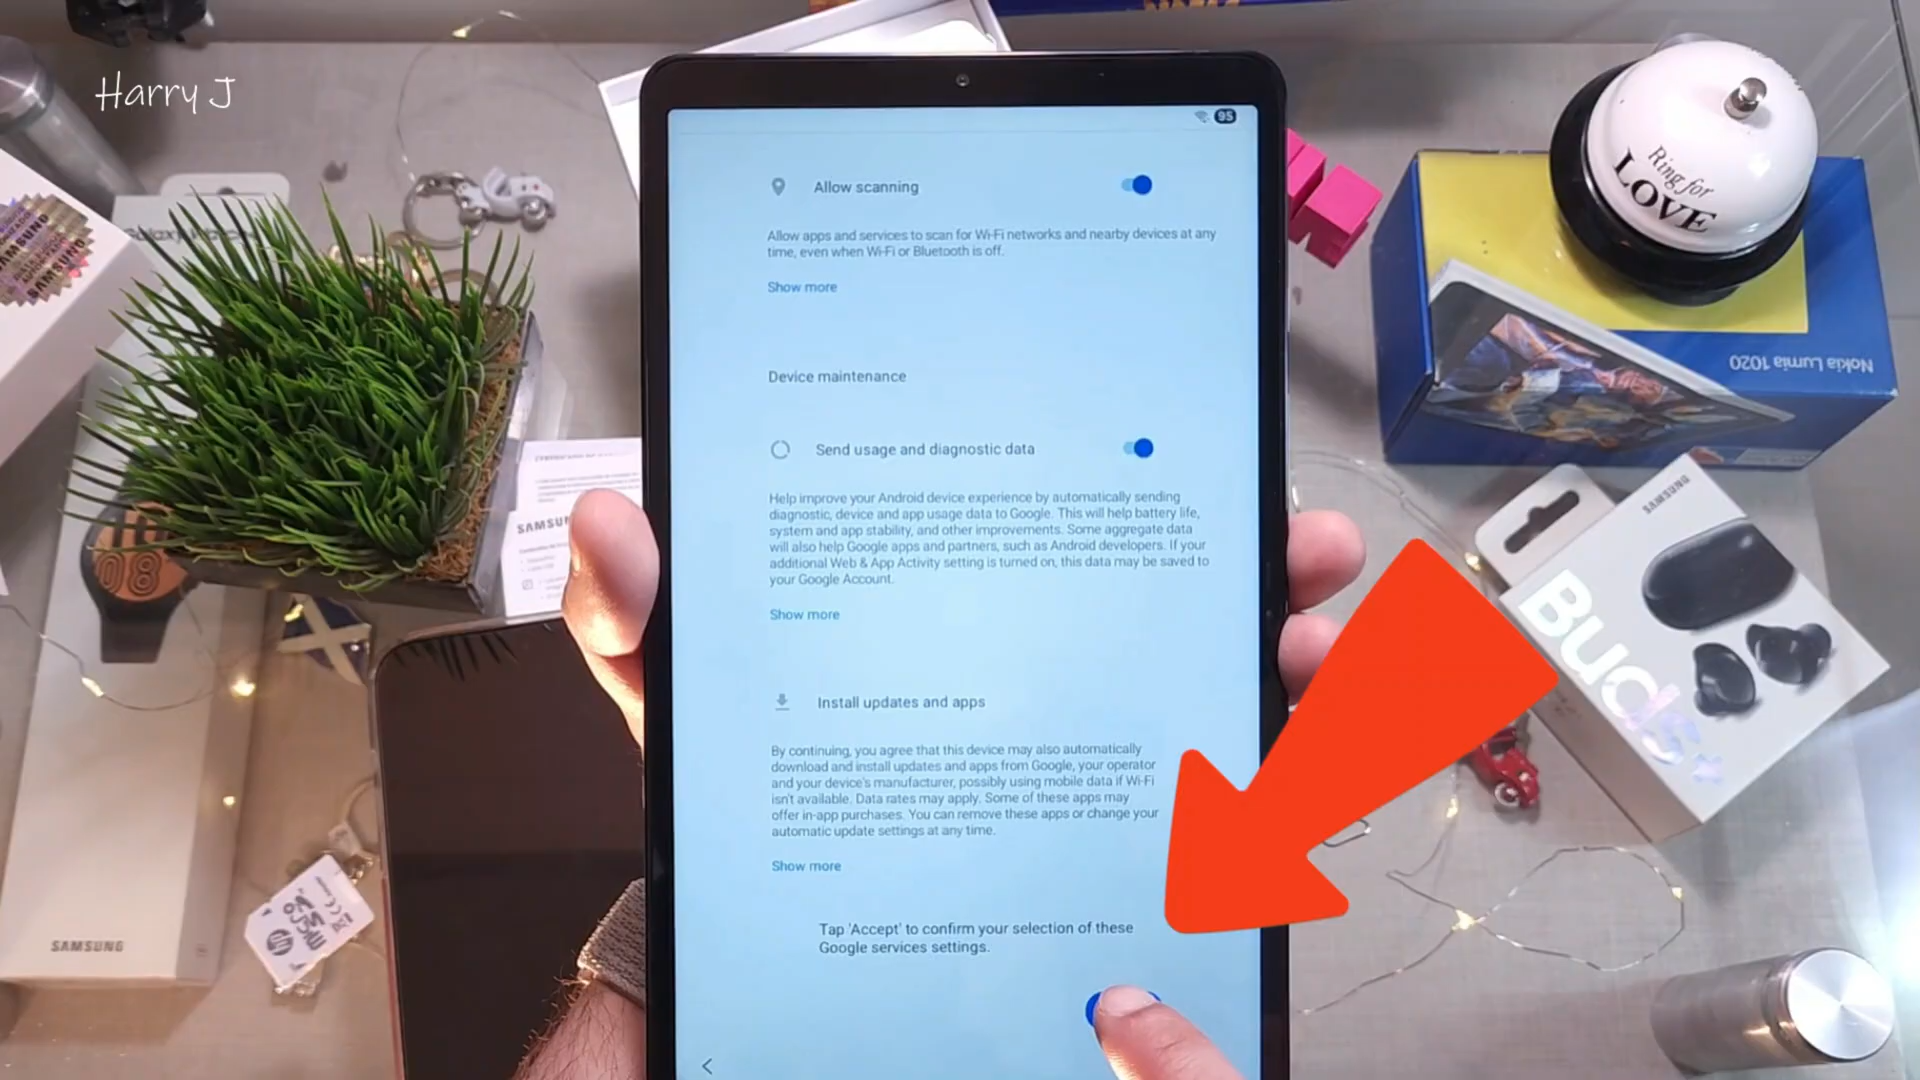 Harry J
95
Allow scanning
Allow apps and services to scan for Wi-Fi networks and nearby devices at any
time, even when Wi-Fi or Bluetooth is off.
Show more
Device maintenance
Send usage and diagnostic data
Help improve your Android device experience by automatically sending
diagnostic, device and app usage data to Google. This will help battery life,
system and app stability, and other improvements. Some aggregate data
will also help Google apps and partners, such as Android developers. If your
additional Web & App Activity setting is turned on, this data may be saved to
your Google Account.
Show more
Install updates and apps
By continuing, you agree that this device may also automatically
download and install updates and apps from Google, your operator
and your device's manufacturer, possibly using mobile data if Wi-Fi
isn't available. Data rates may apply. Some of these apps may
offer in-app purchases. You can remove these apps or change your
automatic update settings at any time.
Show more
Tap 'Accept' to confirm your selection of these
Google services settings.
Ring for
LOVE
Nokia Lumia 1020
SAMSUNG
Buds+
SAMSUNG
SAMSUNG
SAMSUNG
08
SAMSUNG